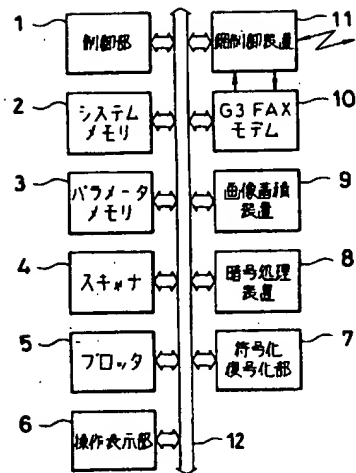 1
制御部
2
システム
メモリ
3
パラメータ
メモリ
4
スキャナ
5
プロッタ
6
操作表示部
11
網制御装置
10
G3 FAX
モデム
9
画像蓄積
装置
8
暗号処理
装置
7
符号化
復号化部
12